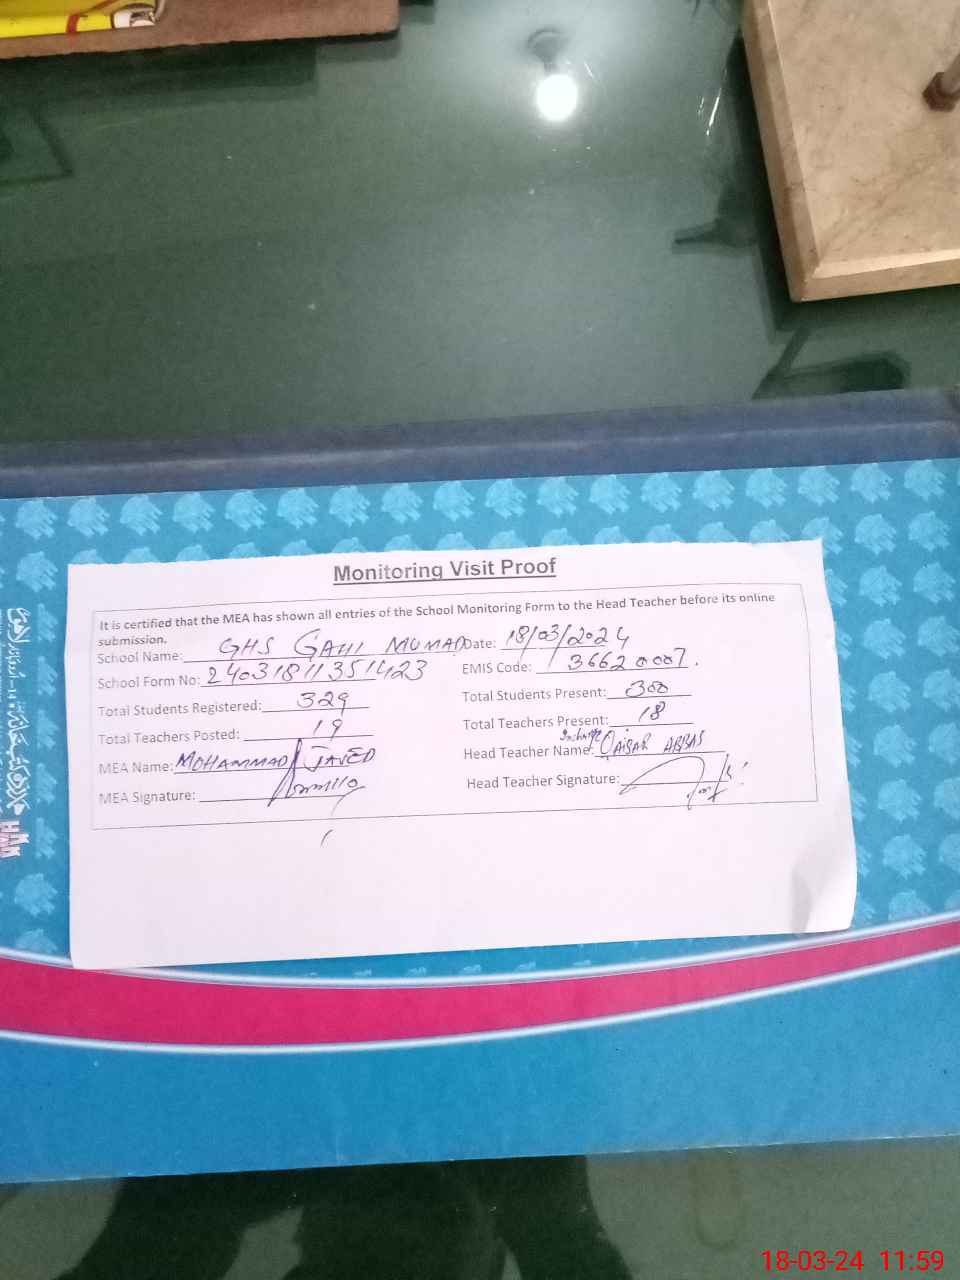 Monitoring Visit Proof
It is certified that the MEA has shown all entries of the School Monitoring Form to the Head Teacher before its online
submission.
School Name: GHS GAHI MUMAD Date: 18/03/2024
School Form No: 2403181135 1423 EMIS Code: 36620007.
Total Students Registered: 329 Total Students Present: 300
Total Teachers Posted: 19 Total Teachers Present: 18
MEA Name: MOHAMMAD JAVED Head Teacher Name: Incharge QAISAR ABBAS
MEA Signature: Head Teacher Signature:
18-03-24 11:59